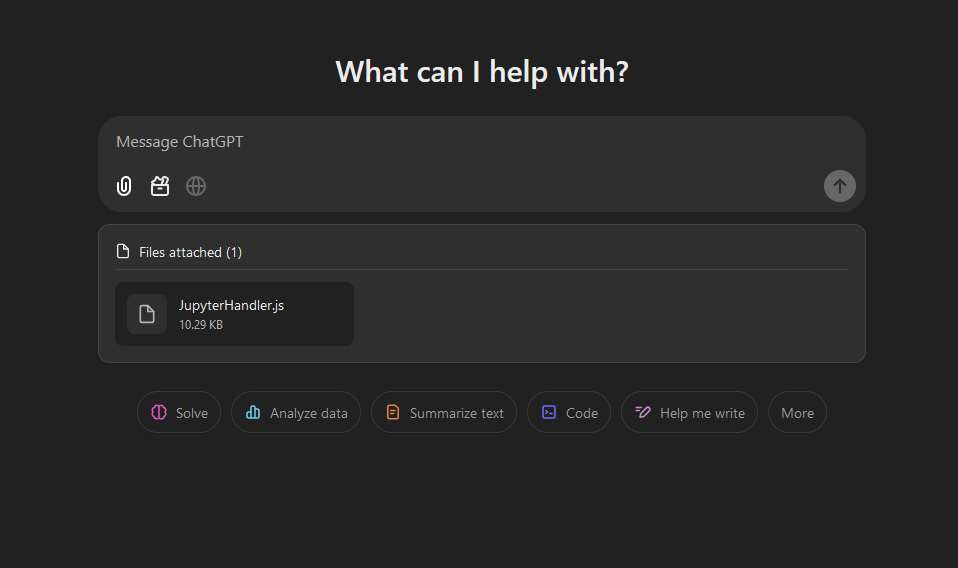 What can I help with?
Message ChatGPT
Files attached (1)
JupyterHandler.js
10.29 KB
Solve
Analyze data
Summarize text
Code
Help me write
More